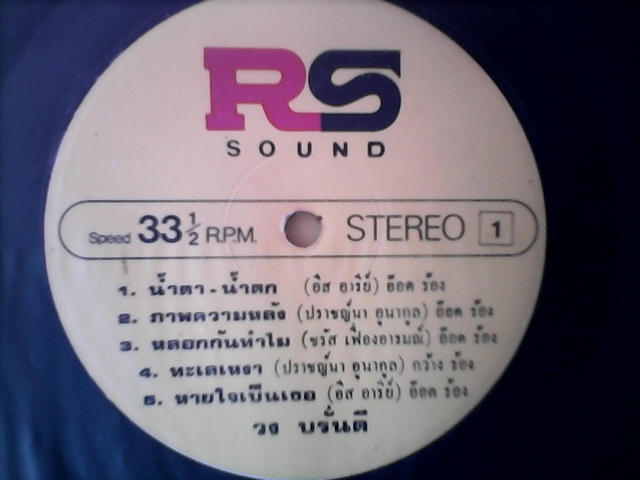 RS
SOUND
Speed 33 1/2 R.P.M. STEREO 1
1. น้ำตา - น้ำตก (อิส อารีย์) อ๊อด ร้อง
2. ภาพความหลัง (ปราชญ์นา อุนากูล) อ๊อด ร้อง
3. หลอกกันทำไม (ชรัส เฟื่องอารมณ์) อ๊อด ร้อง
4. ทะเลเหงา (ปราชญ์นา อุนากูล) กว้าง ร้อง
5. หายใจเป็นเธอ (อิส อารีย์) อ๊อด ร้อง
วง บรั่นดี